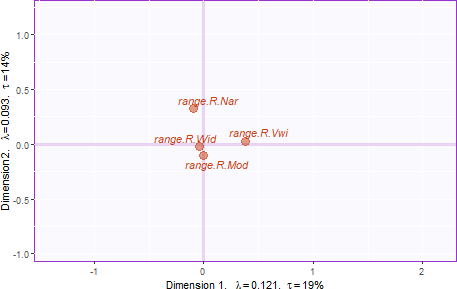 1.0
0.5
0.0
-0.5
-1.0
Dimension2. λ=0.093. τ=14%
range.R.Nar
range.R.Wid
range.R.Vwi
range.R.Mod
-1
0
1
2
Dimension 1. λ=0.121. τ=19%